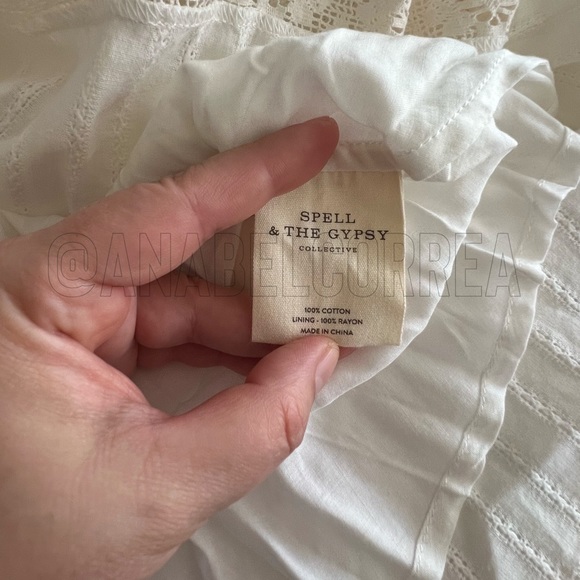 SPELL
& THE GYPSY
COLLECTIVE
@ANABELCORREA
100% COTTON
LINING - 100% RAYON
MADE IN CHINA